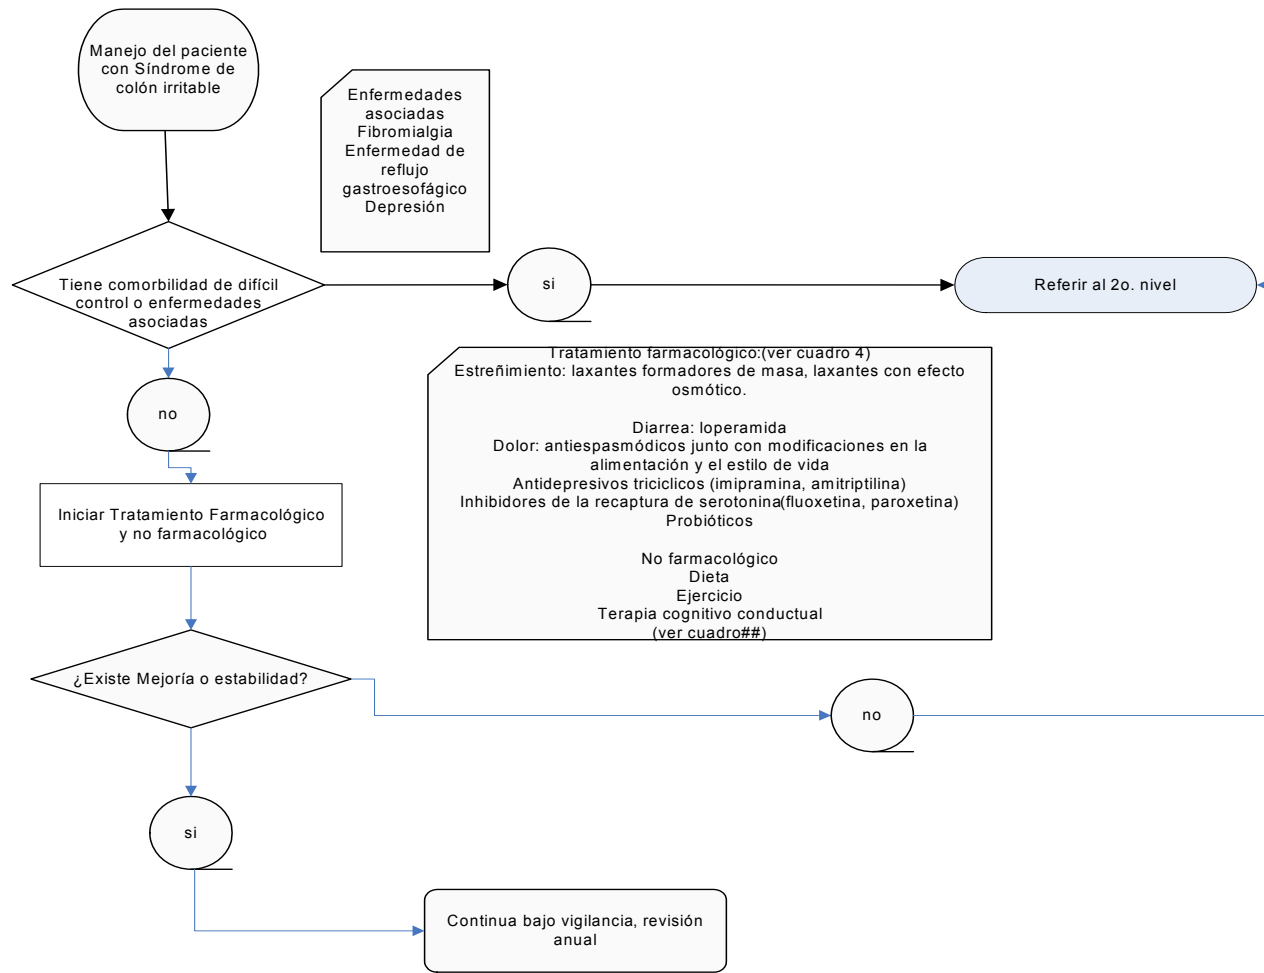 Manejo del paciente
con Síndrome de
colón irritable
Enfermedades
asociadas
Fibromialgia
Enfermedad de
reflujo
gastroesofágico
Depresión
Tiene comorbilidad de difícil
control o enfermedades
asociadas
si
Referir al 2o. nivel
no
Tratamiento farmacológico:(ver cuadro 4)
Estreñimiento: laxantes formadores de masa, laxantes con efecto
osmótico.
Diarrea: loperamida
Dolor: antiespasmódicos junto con modificaciones en la
alimentación y el estilo de vida
Antidepresivos triciclicos (imipramina, amitriptilina)
Inhibidores de la recaptura de serotonina(fluoxetina, paroxetina)
Probióticos
No farmacológico
Dieta
Ejercicio
Terapia cognitivo conductual
(ver cuadro##)
Iniciar Tratamiento Farmacológico
y no farmacológico
¿Existe Mejoría o estabilidad?
no
si
Continua bajo vigilancia, revisión
anual